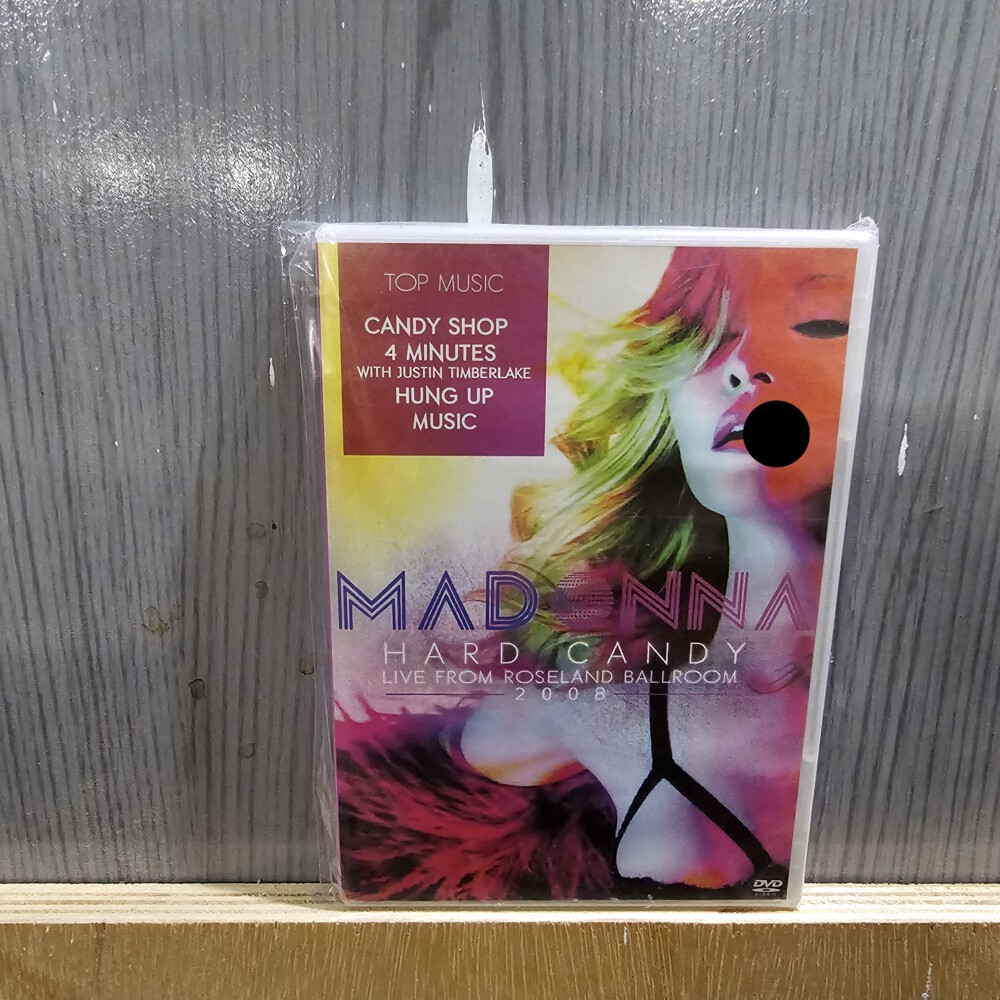 TOP MUSIC
CANDY SHOP
4 MINUTES
WITH JUSTIN TIMBERLAKE
HUNG UP
MUSIC
MADONNA
HARD CANDY
LIVE FROM ROSELAND BALLROOM
2008
DVD
VIDEO